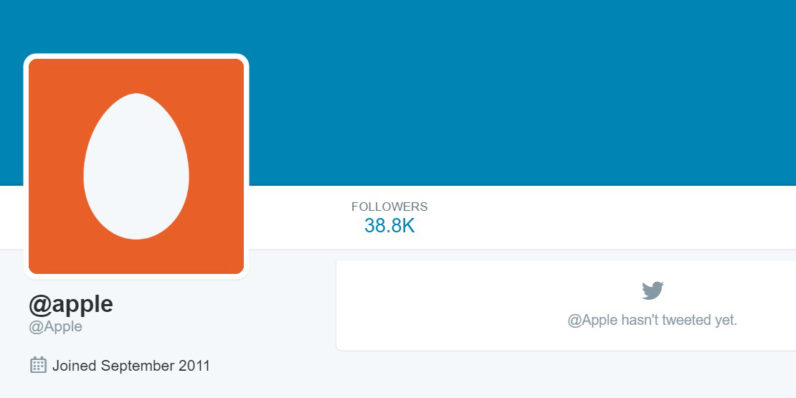 FOLLOWERS
38.8K
@apple
@Apple
Joined September 2011
@Apple hasn't tweeted yet.